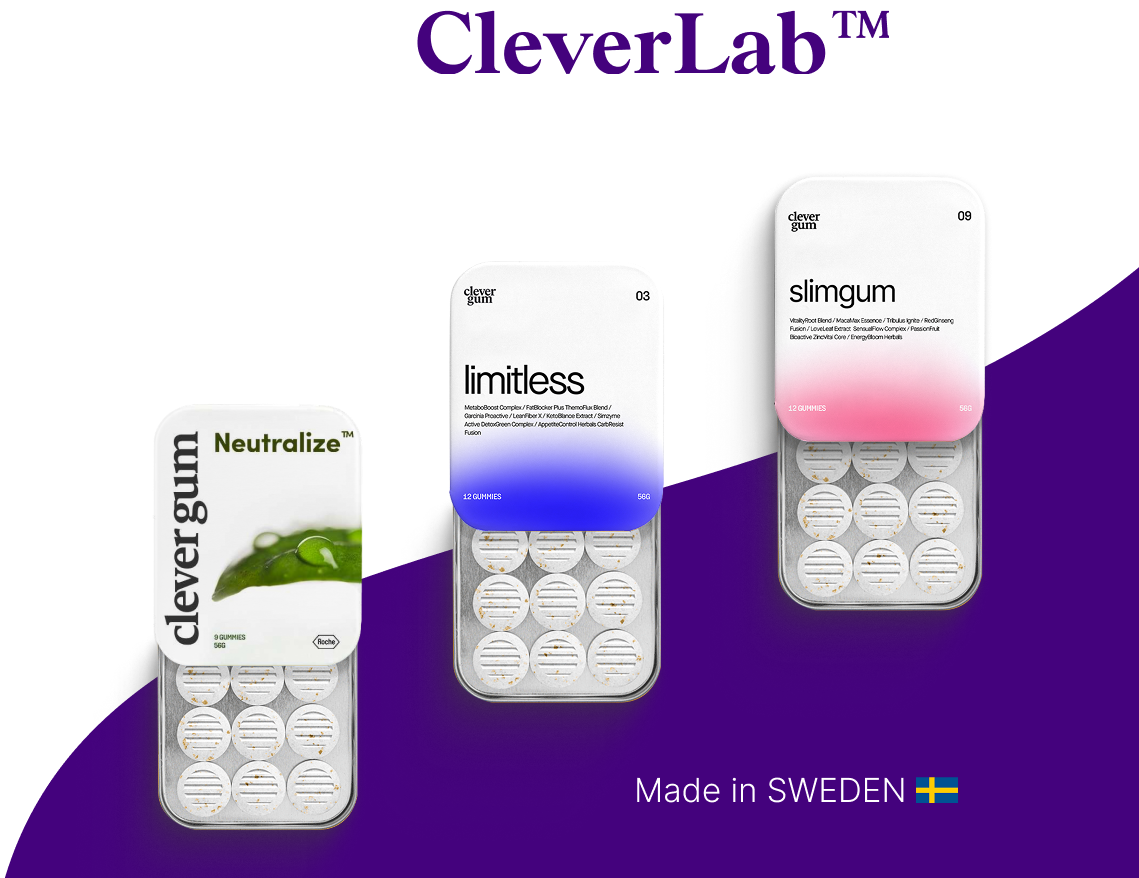 CleverLab™
clever
gum
09
slimgum
VitalityRoot Blend / MacaMax Essence / Tribulus Ignite / RedGinseng
Fusion / LoveLeaf Extract SensualFlow Complex / PassionFruit
Bioactive ZincVital Core / EnergyBloom Herbals
12 GUMMIES
56G
clever
gum
03
limitless
MetaboBoost Complex / FatBlocker Plus ThemoFlux Blend /
Garcinia Proactive / LeanFiber X / KetoBlance Extract / Simzyme
Active DetoxGreen Complex / AppetiteControl Herbals CarbResist
Fusion
12 GUMMIES
56G
clever gum
Neutralize™
9 GUMMIES
56G
Roche
Made in SWEDEN